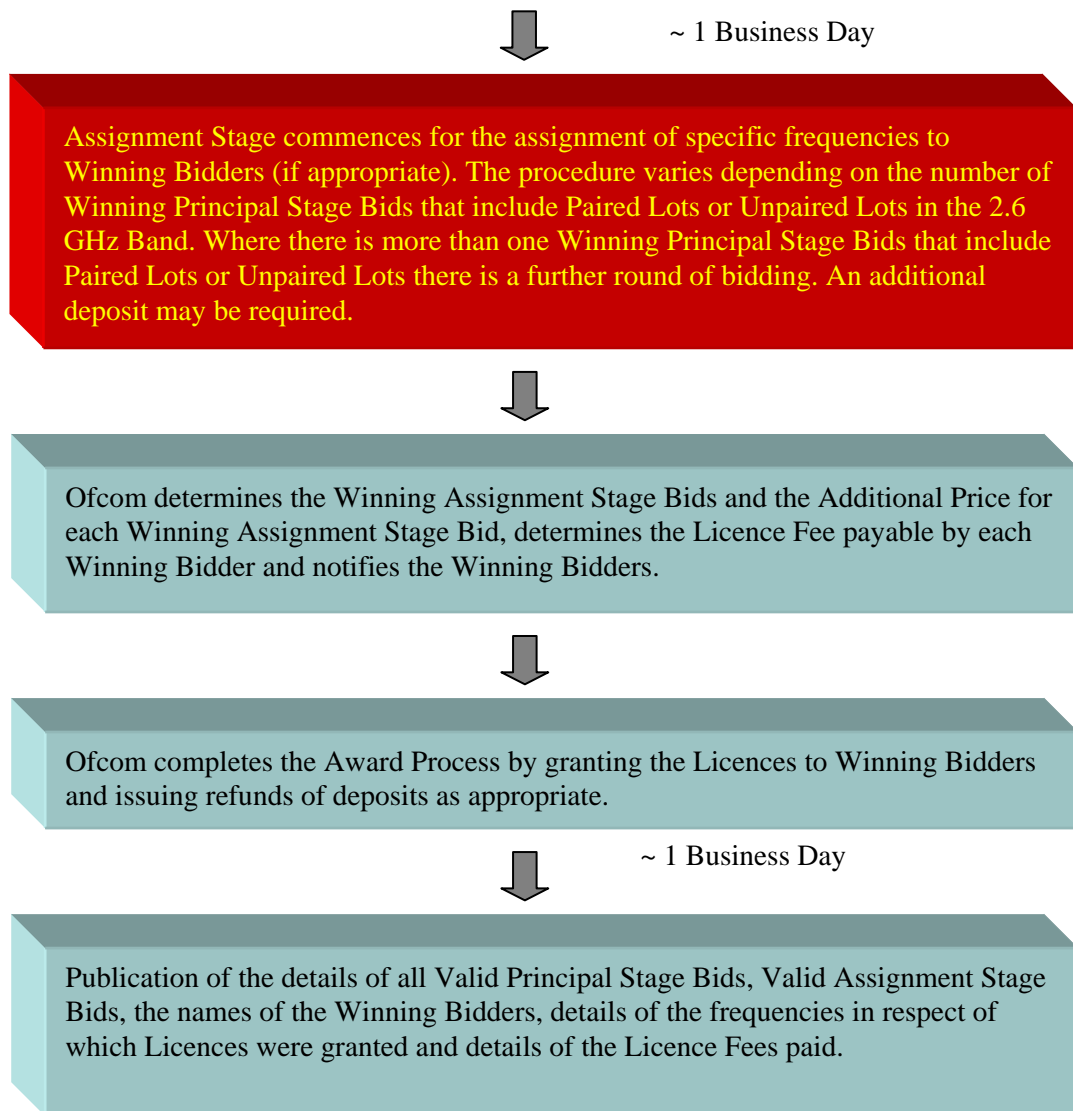 ~ 1 Business Day
Assignment Stage commences for the assignment of specific frequencies to
Winning Bidders (if appropriate). The procedure varies depending on the number of
Winning Principal Stage Bids that include Paired Lots or Unpaired Lots in the 2.6
GHz Band. Where there is more than one Winning Principal Stage Bids that include
Paired Lots or Unpaired Lots there is a further round of bidding. An additional
deposit may be required.
Ofcom determines the Winning Assignment Stage Bids and the Additional Price for
each Winning Assignment Stage Bid, determines the Licence Fee payable by each
Winning Bidder and notifies the Winning Bidders.
Ofcom completes the Award Process by granting the Licences to Winning Bidders
and issuing refunds of deposits as appropriate.
~ 1 Business Day
Publication of the details of all Valid Principal Stage Bids, Valid Assignment Stage
Bids, the names of the Winning Bidders, details of the frequencies in respect of
which Licences were granted and details of the Licence Fees paid.